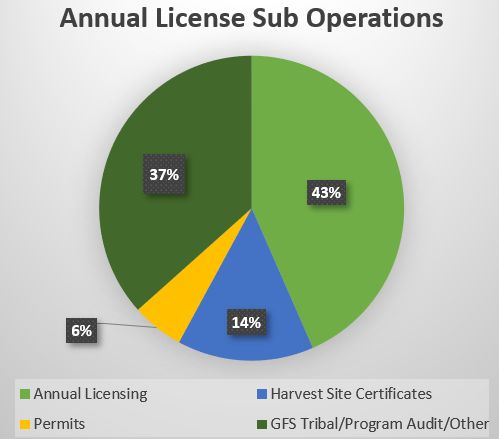 Annual License Sub Operations
37%
43%
14%
6%
Annual Licensing
Harvest Site Certificates
Permits
GFS Tribal/Program Audit/Other